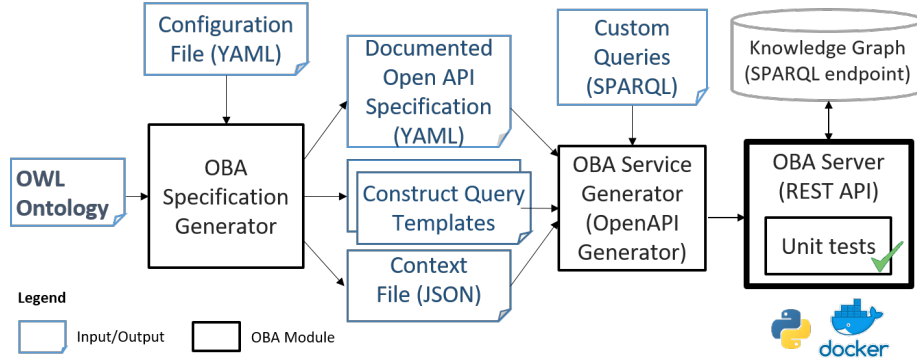 Configuration
File (YAML)
Documented
Open API
Specification
(YAML)
Custom
Queries
(SPARQL)
Knowledge Graph
(SPARQL endpoint)
OWL
Ontology
OBA
Specification
Generator
Construct Query
Templates
Context
File (JSON)
OBA Service
Generator
(OpenAPI
Generator)
OBA Server
(REST API)
Unit tests
Legend
Input/Output
OBA Module
docker